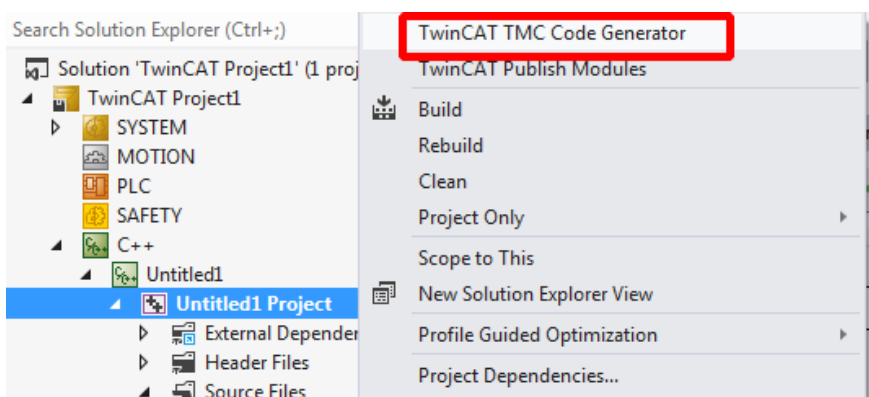 Search Solution Explorer (Ctrl+;)
Solution 'TwinCAT Project1' (1 proj
TwinCAT Project1
SYSTEM
MOTION
PLC
SAFETY
C++
Untitled1
Untitled1 Project
External Depender
Header Files
Source Files
TwinCAT TMC Code Generator
TwinCAT Publish Modules
Build
Rebuild
Clean
Project Only
Scope to This
New Solution Explorer View
Profile Guided Optimization
Project Dependencies...